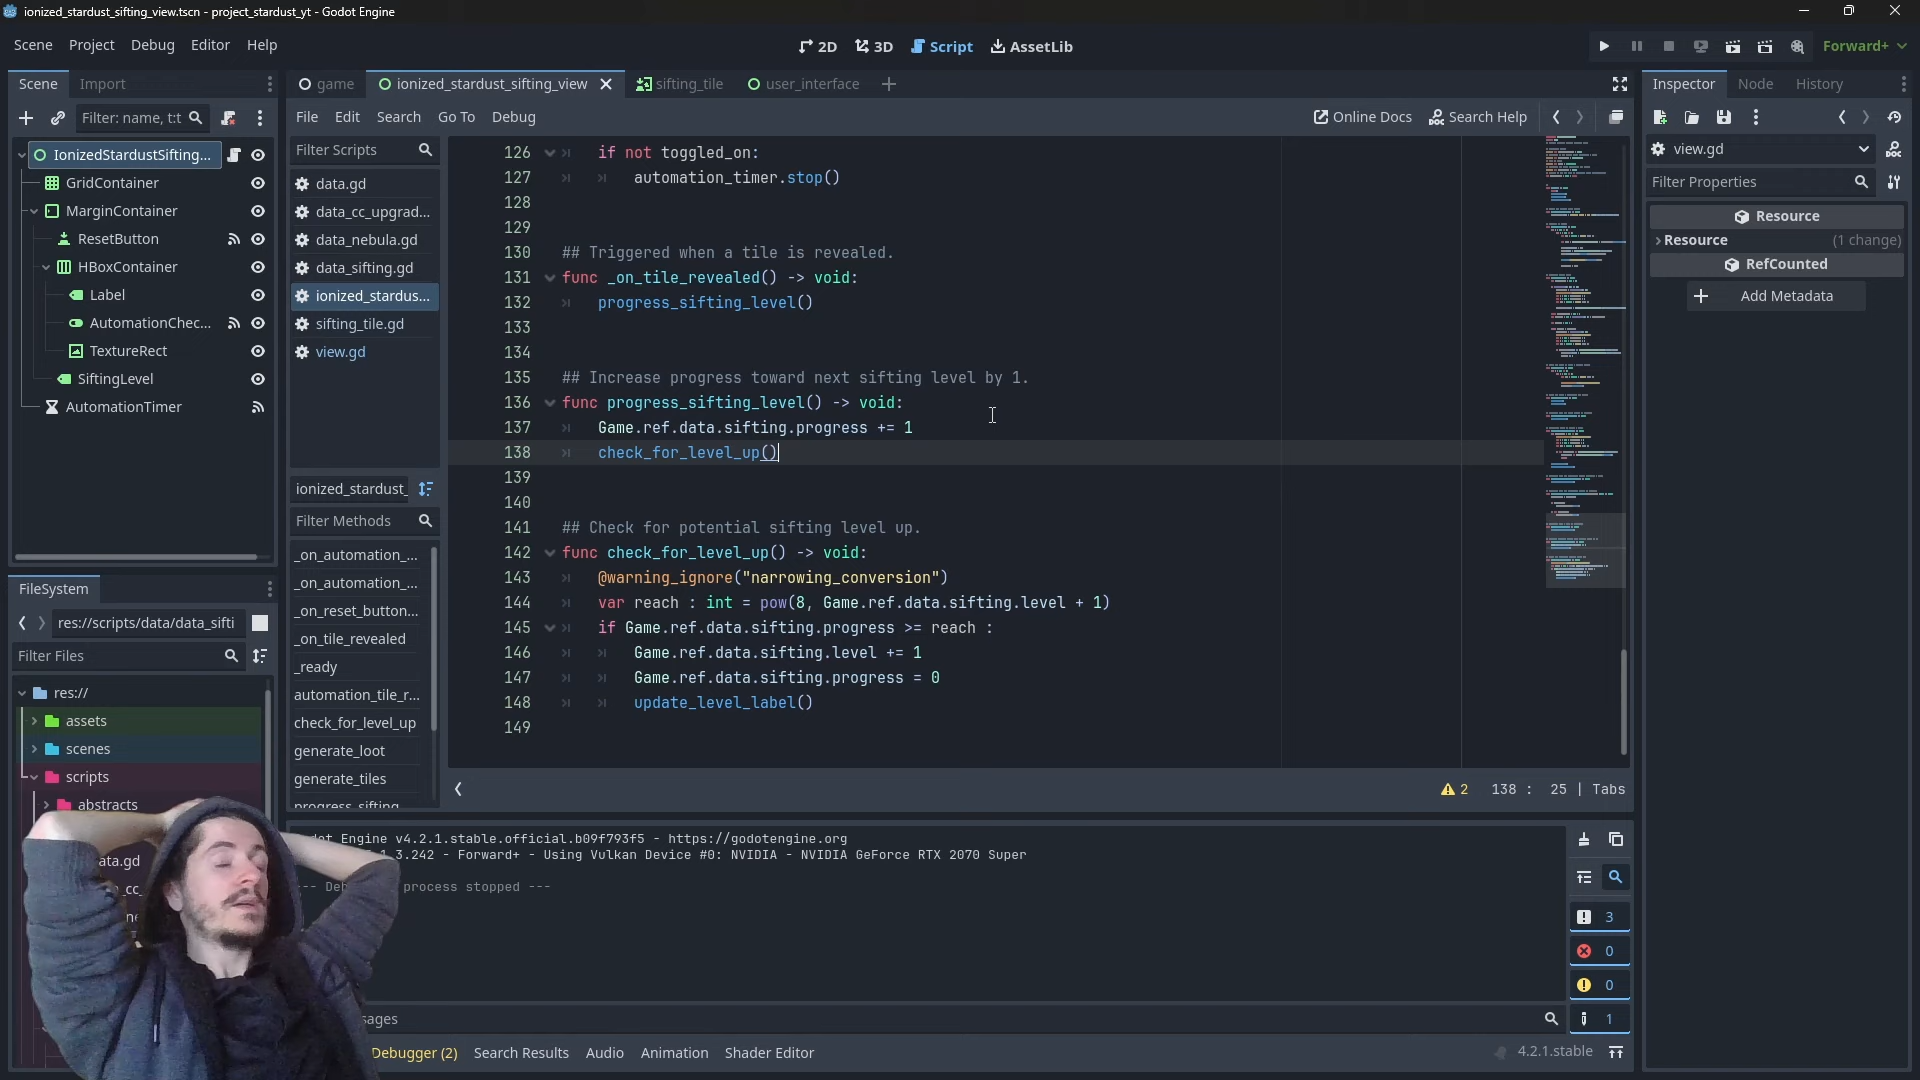 ionized_stardust_sifting_view.tscn - project_stardust_yt - Godot Engine
Scene Project Debug Editor Help
2D 3D Script AssetLib
Forward+
Scene Import
Filter: name, t:t
IonizedStardustSifting...
GridContainer
MarginContainer
ResetButton
HBoxContainer
Label
AutomationChec...
TextureRect
SiftingLevel
AutomationTimer
FileSystem
res://scripts/data/data_sifti
Filter Files
res://
assets
scenes
scripts
abstracts
game ionized_stardust_sifting_view sifting_tile user_interface
File Edit Search Go To Debug
Online Docs Search Help
Filter Scripts
data.gd
data_cc_upgrad...
data_nebula.gd
data_sifting.gd
ionized_stardus...
sifting_tile.gd
view.gd
ionized_stardust_
Filter Methods
_on_automation_...
_on_automation_...
_on_reset_button...
_on_tile_revealed
_ready
automation_tile_r...
check_for_level_up
generate_loot
generate_tiles
progress_sifting
126 if not toggled_on:
127 automation_timer.stop()
128
129
130 ## Triggered when a tile is revealed.
131 func _on_tile_revealed() -> void:
132 progress_sifting_level()
133
134
135 ## Increase progress toward next sifting level by 1.
136 func progress_sifting_level() -> void:
137 Game.ref.data.sifting.progress += 1
138 check_for_level_up()
139
140
141 ## Check for potential sifting level up.
142 func check_for_level_up() -> void:
143 @warning_ignore("narrowing_conversion")
144 var reach : int = pow(8, Game.ref.data.sifting.level + 1)
145 if Game.ref.data.sifting.progress >= reach :
146 Game.ref.data.sifting.level += 1
147 Game.ref.data.sifting.progress = 0
148 update_level_label()
149
2 138 : 25 | Tabs
Engine v4.2.1.stable.official.b09f793f5 - https://godotengine.org
3.242 - Forward+ - Using Vulkan Device #0: NVIDIA - NVIDIA GeForce RTX 2070 Super
process stopped ---
3
0
0
1
Debugger (2) Search Results Audio Animation Shader Editor
4.2.1.stable
Inspector Node History
view.gd
Filter Properties
Resource
Resource (1 change)
RefCounted
Add Metadata